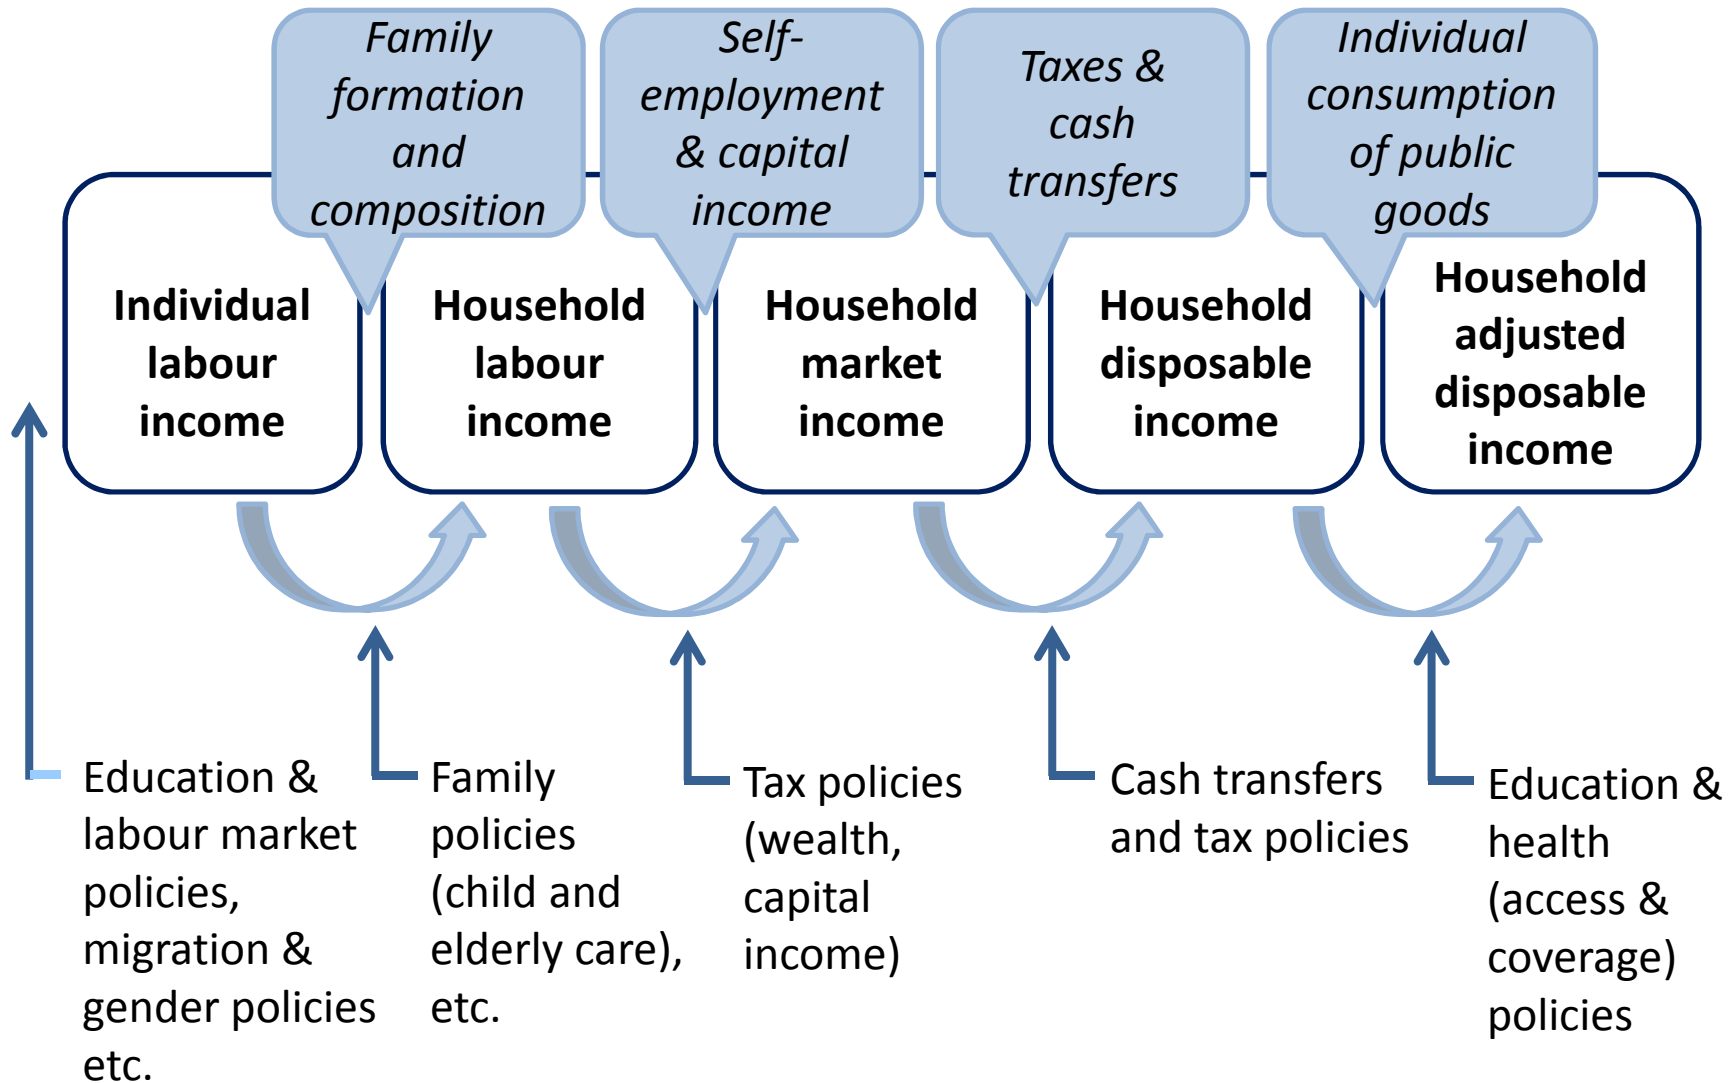 Family
formation
and
composition
Self-
employment
& capital
income
Taxes &
cash
transfers
Individual
consumption
of public
goods
Individual
labour
income
Household
labour
income
Household
market
income
Household
disposable
income
Household
adjusted
disposable
income
Education &
labour market
policies,
migration &
gender policies
etc.
Family
policies
(child and
elderly care),
etc.
Tax policies
(wealth,
capital
income)
Cash transfers
and tax policies
Education &
health
(access &
coverage)
policies